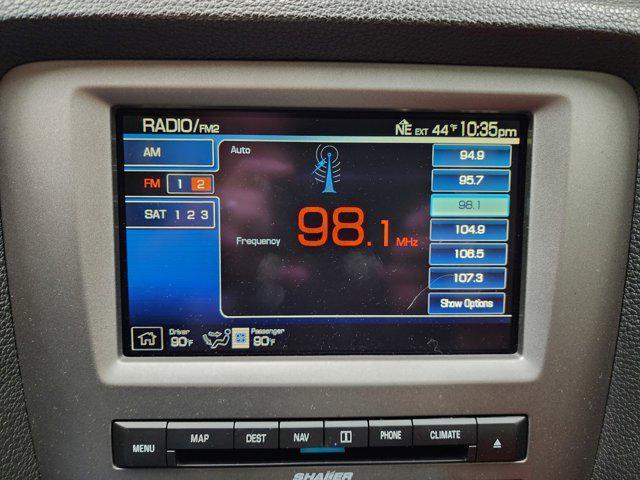 RADIO/FM2 NE EXT 44°F 10:35pm
AM Auto 94.9
FM 1 2 95.7
98.1
SAT 1 2 3 98.1 MHz 104.9
Frequency 106.5
107.3
Show Options
Driver Passenger
90°F 90°F
MENU MAP DEST NAV i PHONE CLIMATE
SHAKER